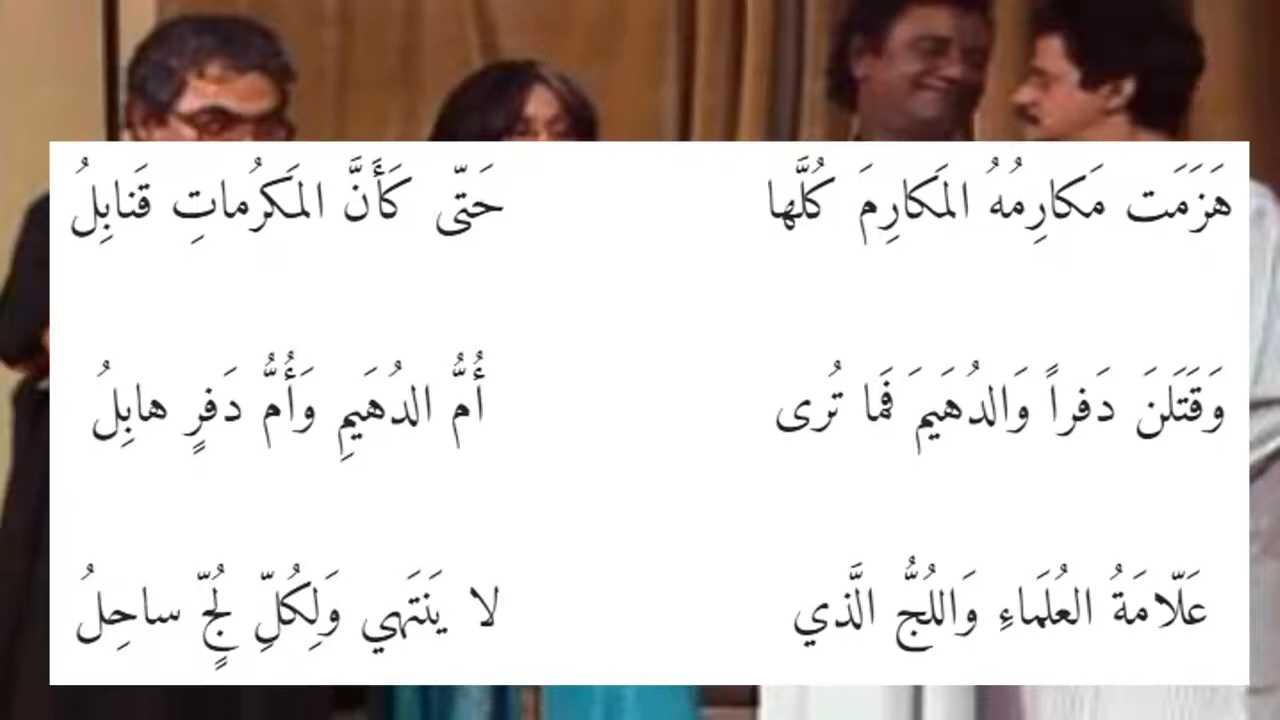 هَزَمَت مَكارِمُهُ المَكارِمَ كُلَّها حَتّى كَأَنَّ المَكرُماتِ قَنابِلُ
وَقَتَلنَ دَفراً وَالدُهَيمَ فَما تُرى أُمُّ الدُهَيمِ وَأُمُّ دَفرٍ هابِلُ
عَلّامَةُ العُلَماءِ وَاللُجُّ الَّذي لا يَنتَهي وَلِكُلِّ لُجٍّ ساحِلُ